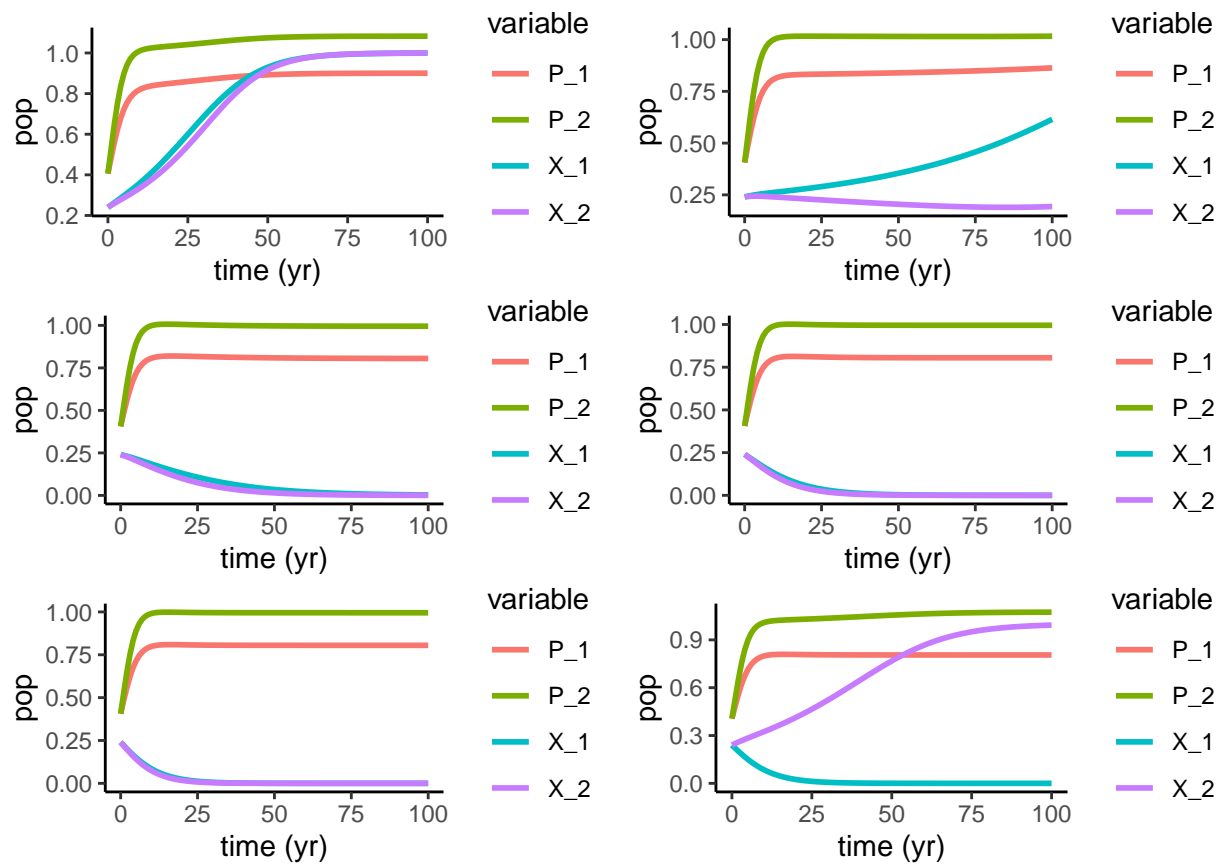 variable
pop
1.0
0.8
0.6
0.4
0.2
0 25 50 75 100
time (yr)
P_1
P_2
X_1
X_2
variable
pop
1.00
0.75
0.50
0.25
0 25 50 75 100
time (yr)
P_1
P_2
X_1
X_2
variable
pop
1.00
0.75
0.50
0.25
0.00
0 25 50 75 100
time (yr)
P_1
P_2
X_1
X_2
variable
pop
1.00
0.75
0.50
0.25
0.00
0 25 50 75 100
time (yr)
P_1
P_2
X_1
X_2
variable
pop
1.00
0.75
0.50
0.25
0.00
0 25 50 75 100
time (yr)
P_1
P_2
X_1
X_2
variable
pop
0.9
0.6
0.3
0.0
0 25 50 75 100
time (yr)
P_1
P_2
X_1
X_2